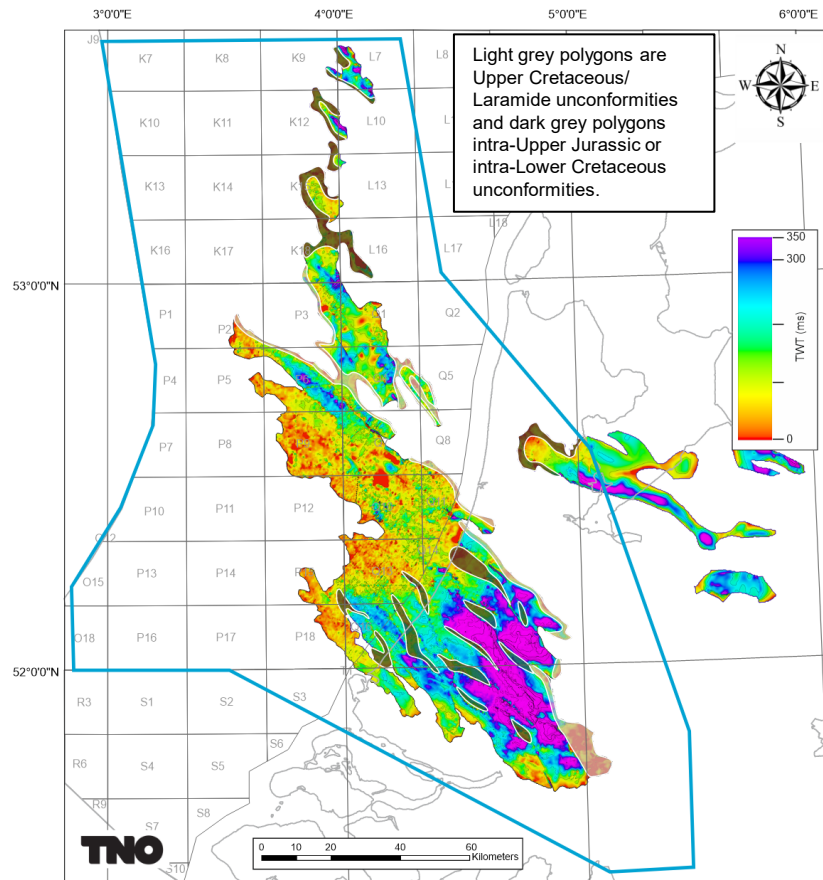 3°0'0"E 4°0'0"E 5°0'0"E 6°0'0"E
J9
K7 K8 K9 L7 L8
Light grey polygons are
Upper Cretaceous/
Laramide unconformities
and dark grey polygons
intra-Upper Jurassic or
intra-Lower Cretaceous
unconformities.
N
W E
S
K10 K11 K12 L10
K13 K14 L13
L18
K16 K17 L16 L17
53°0'0"N
350
300
TWT (ms)
0
P1 P2 P3 Q2
P4 P5 Q5
P7 P8 Q8
P10 P11 P12
O15 P13 P14
O18 P16 P17 P18
52°0'0"N
R3 S1 S2 S3
S6
R6 S4 S5
R9 S8
S7
S10
TNO
0 10 20 40 60
Kilometers